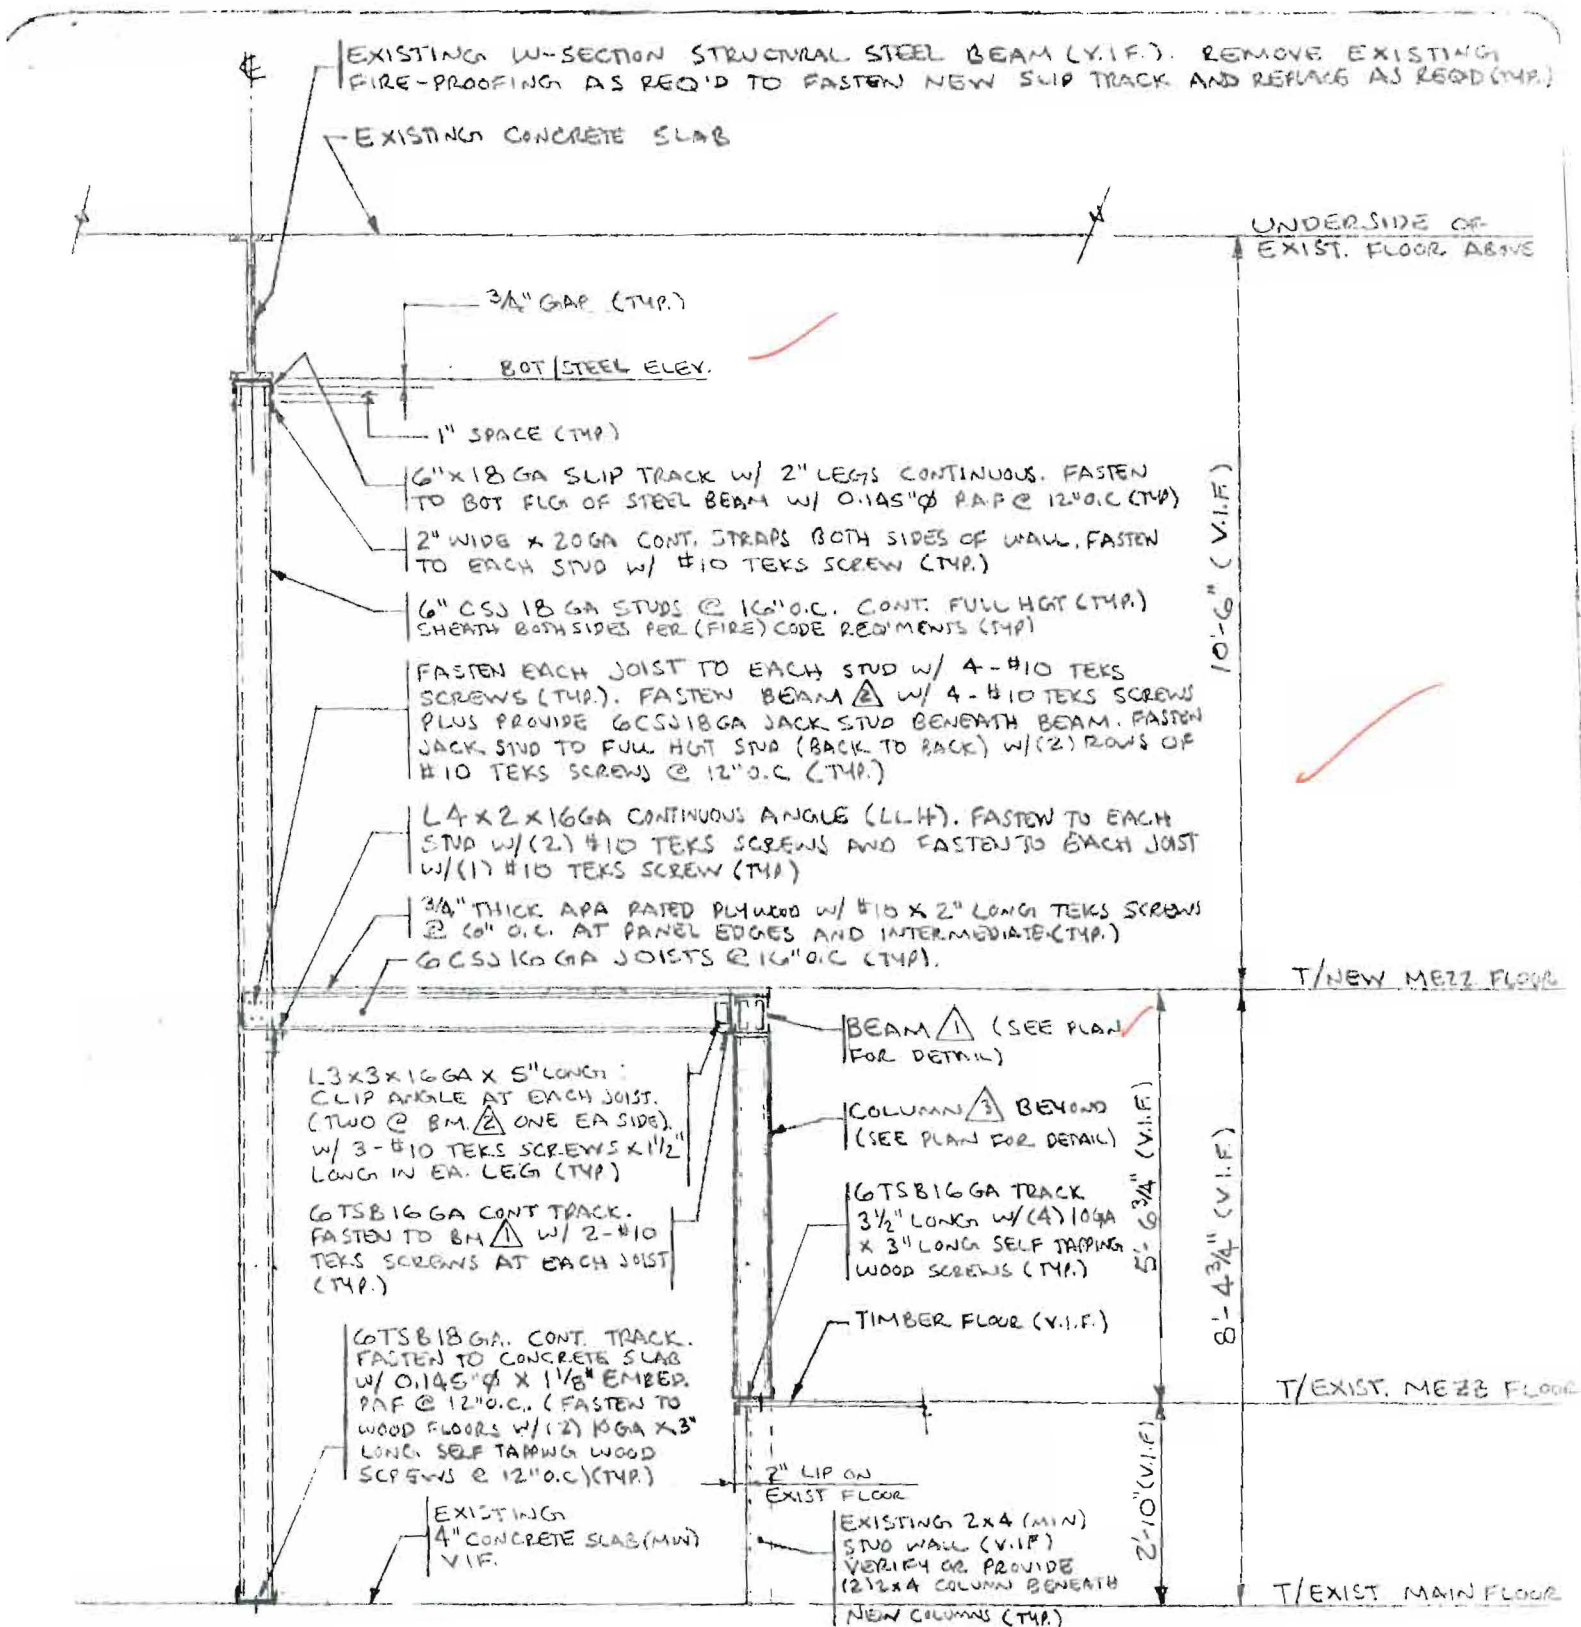 ℄
EXISTING W-SECTION STRUCTURAL STEEL BEAM (V.I.F.). REMOVE EXISTING
FIRE-PROOFING AS REQ'D TO FASTEN NEW SLIP TRACK AND REPLACE AS REQD (TYP.)
EXISTING CONCRETE SLAB
UNDERSIDE OF
EXIST. FLOOR ABOVE
3/4" GAP (TYP.)
BOT/STEEL ELEV.
1" SPACE (TYP)
6" X 18 GA SLIP TRACK W/ 2" LEGS CONTINUOUS. FASTEN
TO BOT FLG OF STEEL BEAM W/ 0.145"Ø P.A.F @ 12"O.C (TYP)
2" WIDE X 20GA CONT. STRAPS BOTH SIDES OF WALL. FASTEN
TO EACH STUD W/ #10 TEKS SCREW (TYP.)
6" CSJ 18 GA STUDS @ 16"O.C. CONT. FULL HGT (TYP.)
SHEATH BOTH SIDES PER (FIRE) CODE REQ'MENTS (TYP)
10'-6" (V.I.F.)
FASTEN EACH JOIST TO EACH STUD W/ 4-#10 TEKS
SCREWS (TYP.). FASTEN BEAM 2 W/ 4-#10 TEKS SCREWS
PLUS PROVIDE 6CSJ18GA JACK STUD BENEATH BEAM. FASTEN
JACK STUD TO FULL HGT STUD (BACK TO BACK) W/(2) ROWS OF
#10 TEKS SCREWS @ 12"O.C (TYP.)
L4 X 2 X 16GA CONTINUOUS ANGLE (LLH). FASTEN TO EACH
STUD W/(2) #10 TEKS SCREWS AND FASTEN TO EACH JOIST
W/(1) #10 TEKS SCREW (TYP)
3/4" THICK APA RATED PLYWOOD W/ #10 X 2" LONG TEKS SCREWS
@ 6" O.C. AT PANEL EDGES AND INTERMEDIATE (TYP.)
6 CSJ 16 GA JOISTS @ 16"O.C (TYP).
T/NEW MEZZ FLOOR
BEAM 1 (SEE PLAN
FOR DETAIL)
L3X3X16GA X 5" LONG
CLIP ANGLE AT EACH JOIST.
(TWO @ BM. 2 ONE EA SIDE)
W/ 3-#10 TEKS SCREWS X 1 1/2"
LONG IN EA. LEG (TYP.)
COLUMN 3 BEYOND
(SEE PLAN FOR DETAIL)
5'-6 3/4" (V.I.F.)
8'-4 3/4" (V.I.F)
6TSB16GA TRACK
3 1/2" LONG W/(4) 10GA
X 3" LONG SELF TAPPING
WOOD SCREWS (TYP.)
6TSB16GA CONT TRACK.
FASTEN TO BM 1 W/ 2-#10
TEKS SCREWS AT EACH JOIST
(TYP.)
TIMBER FLOOR (V.I.F.)
6TSB18GA. CONT. TRACK.
FASTEN TO CONCRETE SLAB
W/ 0.145"Ø X 1 1/8" EMBED.
PAF @ 12"O.C. (FASTEN TO
WOOD FLOORS W/(2) 10GA X 3"
LONG SELF TAPPING WOOD
SCREWS @ 12"O.C)(TYP.)
T/EXIST. MEZZ FLOOR
2" LIP ON
EXIST FLOOR
2'-10" (V.I.F)
EXISTING
4" CONCRETE SLAB (MIN)
V.I.F.
EXISTING 2X4 (MIN)
STUD WALL (V.I.F)
VERIFY OR PROVIDE
(2) 2X4 COLUMN BENEATH
NEW COLUMNS (TYP.)
T/EXIST MAIN FLOOR